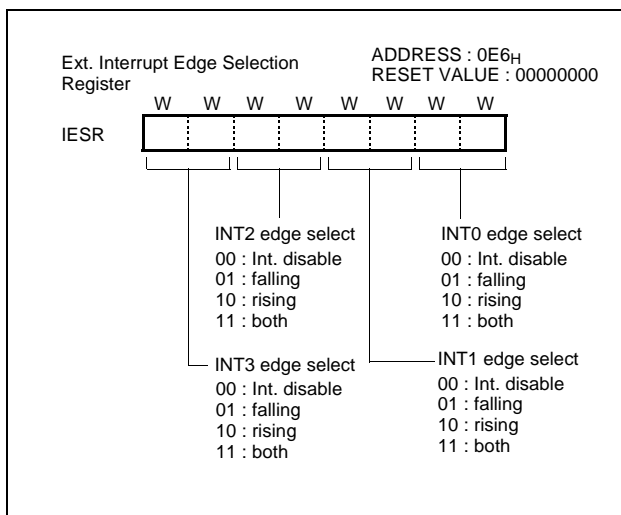 Ext. Interrupt Edge Selection
Register
ADDRESS : 0E6H
RESET VALUE : 00000000
W W W W W W W W
IESR
INT2 edge select
00 : Int. disable
01 : falling
10 : rising
11 : both
INT0 edge select
00 : Int. disable
01 : falling
10 : rising
11 : both
INT3 edge select
00 : Int. disable
01 : falling
10 : rising
11 : both
INT1 edge select
00 : Int. disable
01 : falling
10 : rising
11 : both